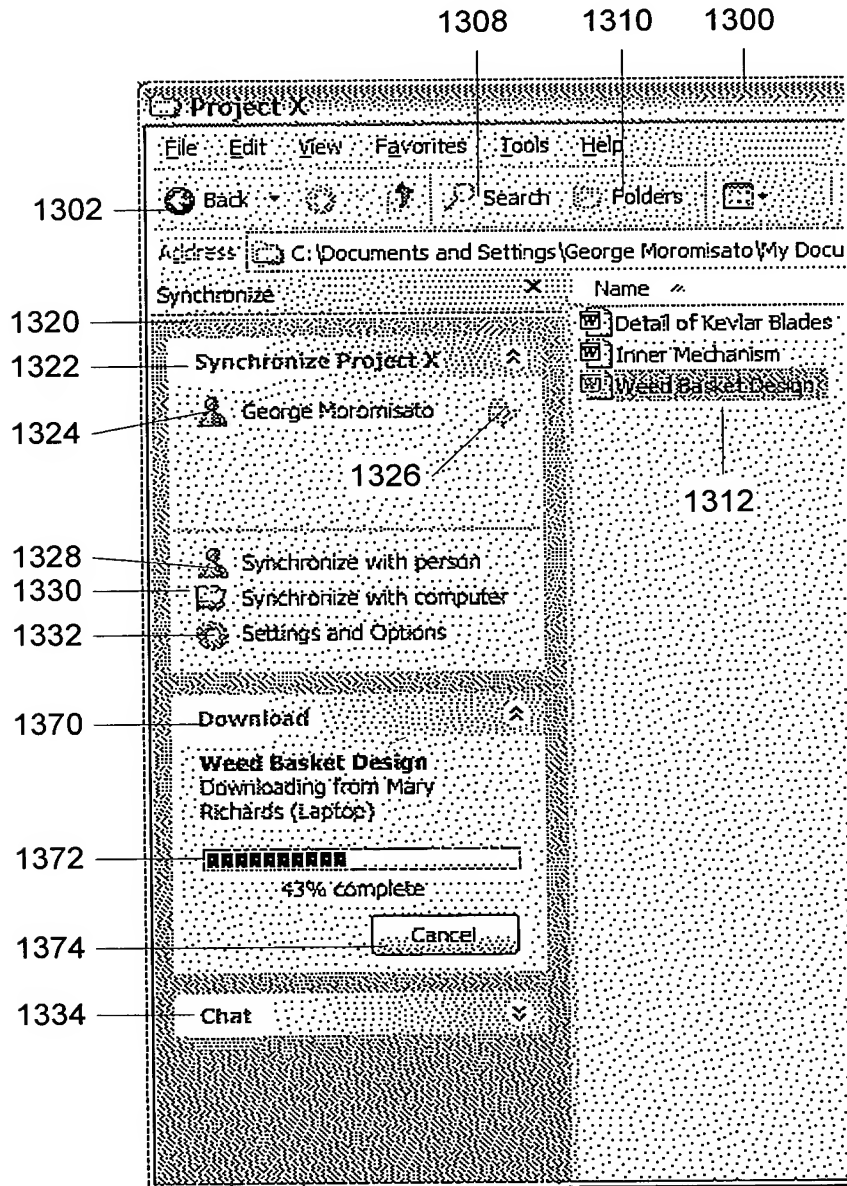 1308 1310 1300
Project X
File Edit View Favorites Tools Help
1302 Back Search Folders
Address C:\Documents and Settings\George Moromisato\My Docu
Synchronize Name
1320 Detail of Kevlar Blades
1322 Synchronize Project X Inner Mechanism
Weed Basket Design
1324 George Moromisato
1326
1312
1328 Synchronize with person
1330 Synchronize with computer
1332 Settings and Options
1370 Download
Weed Basket Design
Downloading from Mary
Richards (Laptop)
1372
43% complete
1374 Cancel
1334 Chat